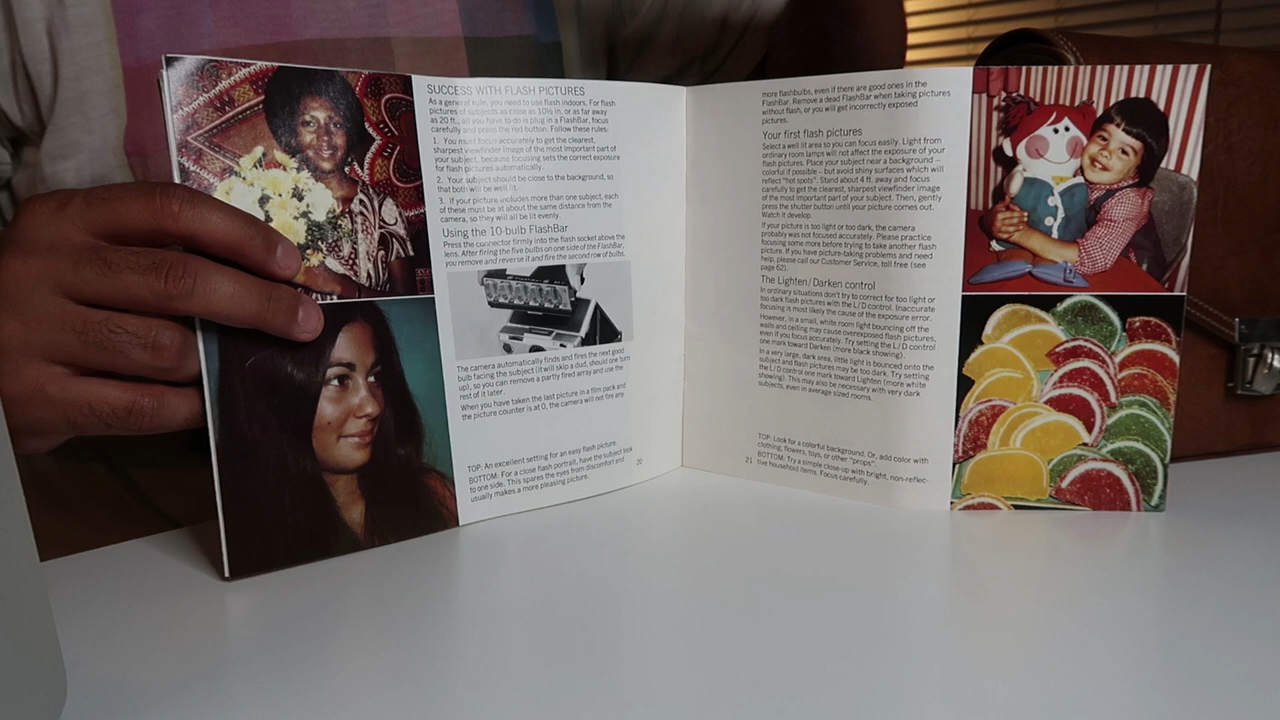 SUCCESS WITH FLASH PICTURES
As a general rule, you need to use flash indoors. For flash
pictures of subjects as close as 10½ in. or as far away
as 20 ft., all you have to do is plug in a FlashBar, focus
carefully and press the red button. Follow these rules:
1. You must focus accurately to get the clearest,
sharpest viewfinder image of the most important part of
your subject, because focusing sets the correct exposure
for flash pictures automatically.
2. Your subject should be close to the background, so
that both will be well lit.
3. If your picture includes more than one subject, each
of these must be at about the same distance from the
camera, so they will all be lit evenly.
Using the 10-bulb FlashBar
Press the connector firmly into the flash socket above the
lens. After firing the five bulbs on one side of the FlashBar,
you remove and reverse it and fire the second row of bulbs.
The camera automatically finds and fires the next good
bulb facing the subject (it will skip a dud, should one turn
up), so you can remove a partly fired array and use the
rest of it later.
When you have taken the last picture in a film pack and
the picture counter is at 0, the camera will not fire any
TOP: An excellent setting for an easy flash picture.
BOTTOM: For a close flash portrait, have the subject look
to one side. This spares the eyes from discomfort and
usually makes a more pleasing picture.
20
more flashbulbs, even if there are good ones in the
FlashBar. Remove a dead FlashBar when taking pictures
without flash, or you will get incorrectly exposed
pictures.
Your first flash pictures
Select a well lit area so you can focus easily. Light from
ordinary room lamps will not affect the exposure of your
flash pictures. Place your subject near a background –
colorful if possible – but avoid shiny surfaces which will
reflect "hot spots". Stand about 4 ft. away and focus
carefully to get the clearest, sharpest viewfinder image
of the most important part of your subject. Then, gently
press the shutter button until your picture comes out.
Watch it develop.
If your picture is too light or too dark, the camera
probably was not focused accurately. Please practice
focusing some more before trying to take another flash
picture. If you have picture-taking problems and need
help, please call our Customer Service, toll free (see
page 62).
The Lighten/Darken control
In ordinary situations don't try to correct for too light or
too dark flash pictures with the L/D control. Inaccurate
focusing is most likely the cause of the exposure error.
However, in a small, white room light bouncing off the
walls and ceiling may cause overexposed flash pictures,
even if you focus accurately. Try setting the L/D control
one mark toward Darken (more black showing).
In a very large, dark area, little light is bounced onto the
subject and flash pictures may be too dark. Try setting
the L/D control one mark toward Lighten (more white
showing). This may also be necessary with very dark
subjects, even in average sized rooms.
TOP: Look for a colorful background. Or, add color with
clothing, flowers, toys, or other "props".
BOTTOM: Try a simple close-up with bright, non-reflec-
tive household items. Focus carefully.
21